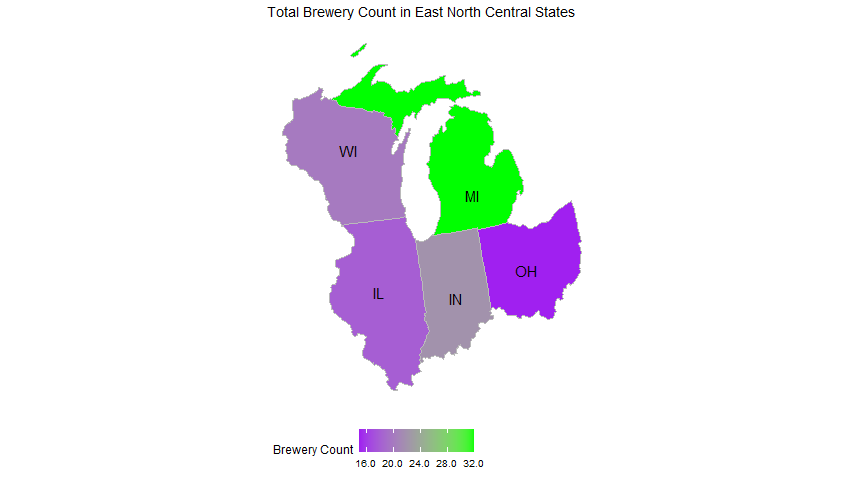 Total Brewery Count in East North Central States
WI
MI
OH
IL
IN
Brewery Count
16.0 20.0 24.0 28.0 32.0